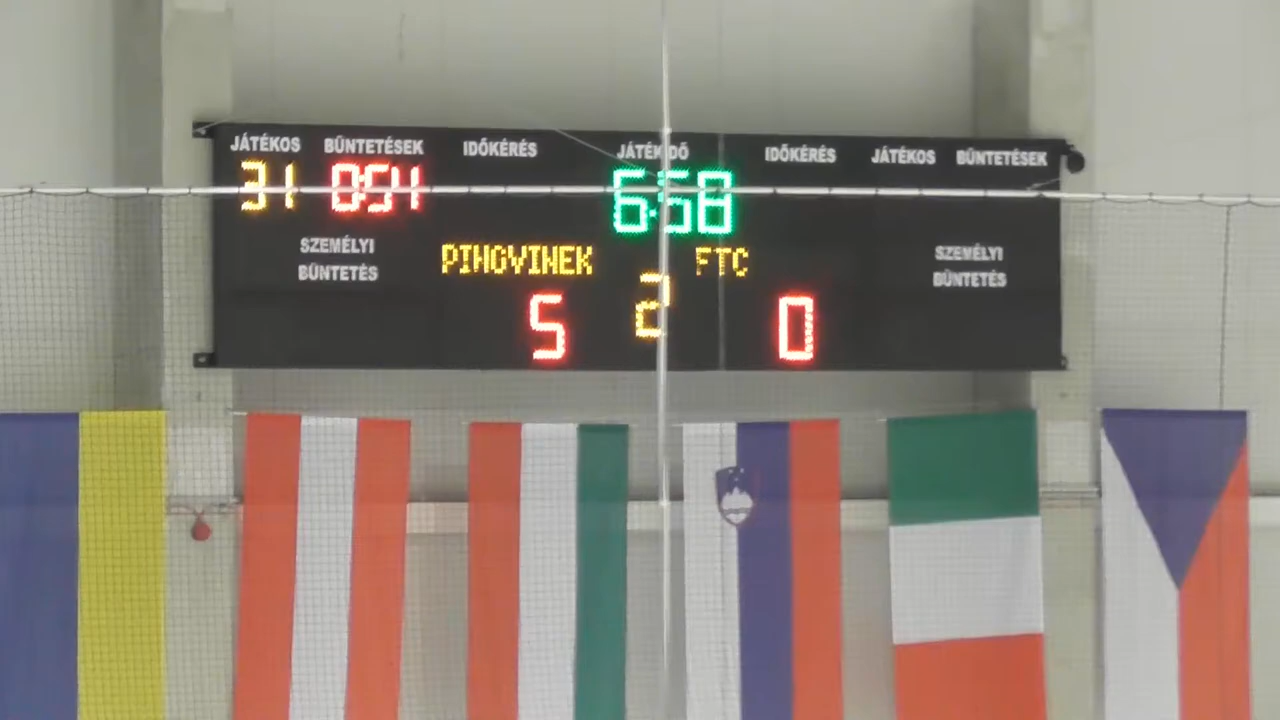 JÁTÉKOS BÜNTETÉSEK IDŐKÉRÉS JÁTÉKIDŐ IDŐKÉRÉS JÁTÉKOS BÜNTETÉSEK
31 0:54 6:58
SZEMÉLYI BÜNTETÉS
PINGVINEK FTC
SZEMÉLYI BÜNTETÉS
5 2 0